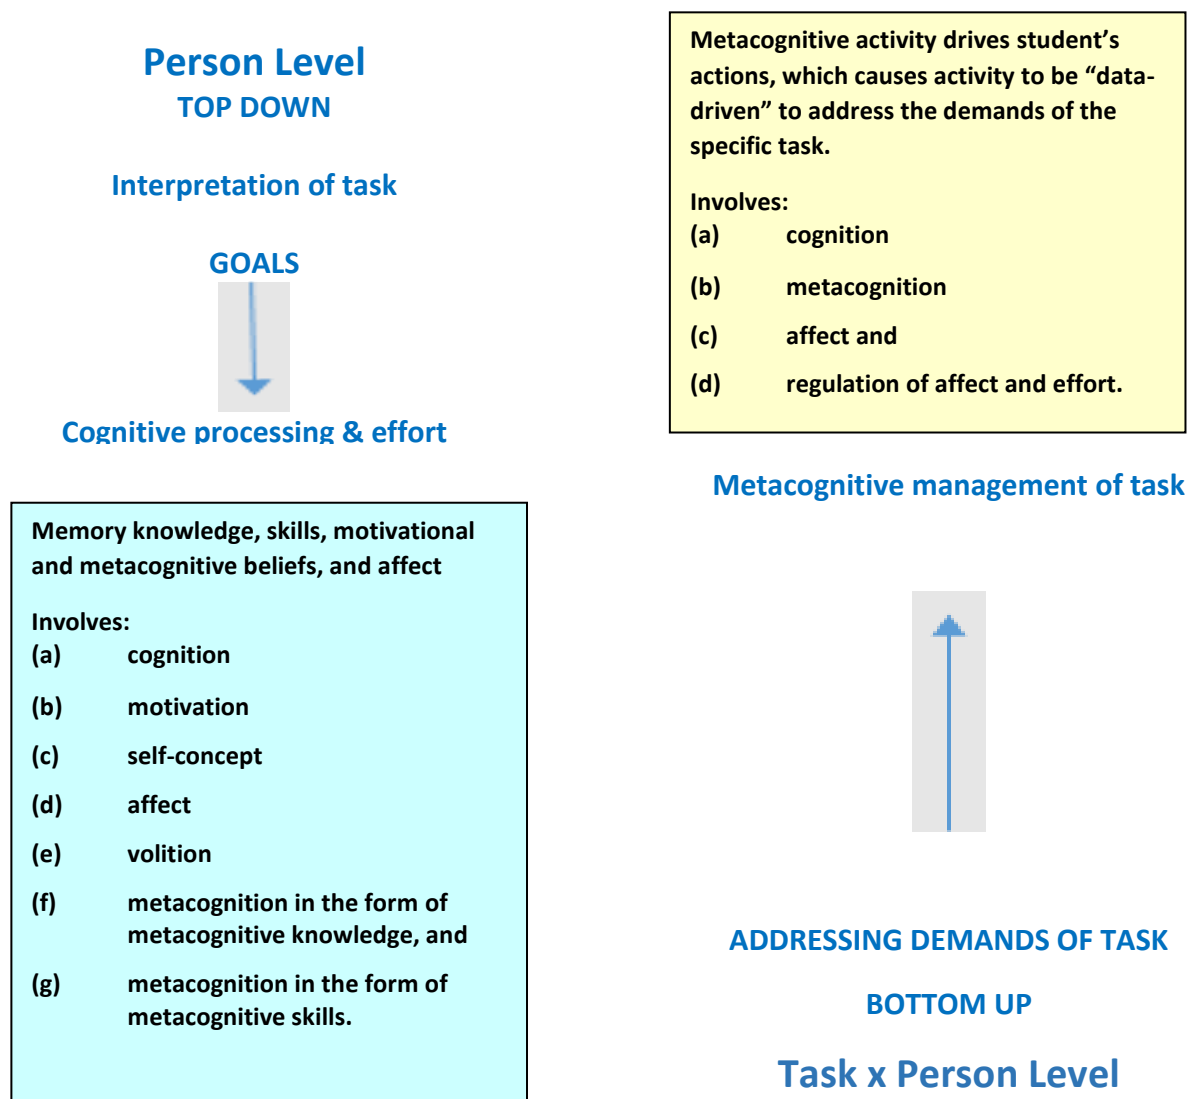 Person Level
TOP DOWN
Interpretation of task
GOALS
Cognitive processing & effort
Memory knowledge, skills, motivational
and metacognitive beliefs, and affect
Involves:
(a) cognition
(b) motivation
(c) self-concept
(d) affect
(e) volition
(f) metacognition in the form of
metacognitive knowledge, and
(g) metacognition in the form of
metacognitive skills.
Metacognitive activity drives student’s
actions, which causes activity to be “data-
driven” to address the demands of the
specific task.
Involves:
(a) cognition
(b) metacognition
(c) affect and
(d) regulation of affect and effort.
Metacognitive management of task
ADDRESSING DEMANDS OF TASK
BOTTOM UP
Task x Person Level